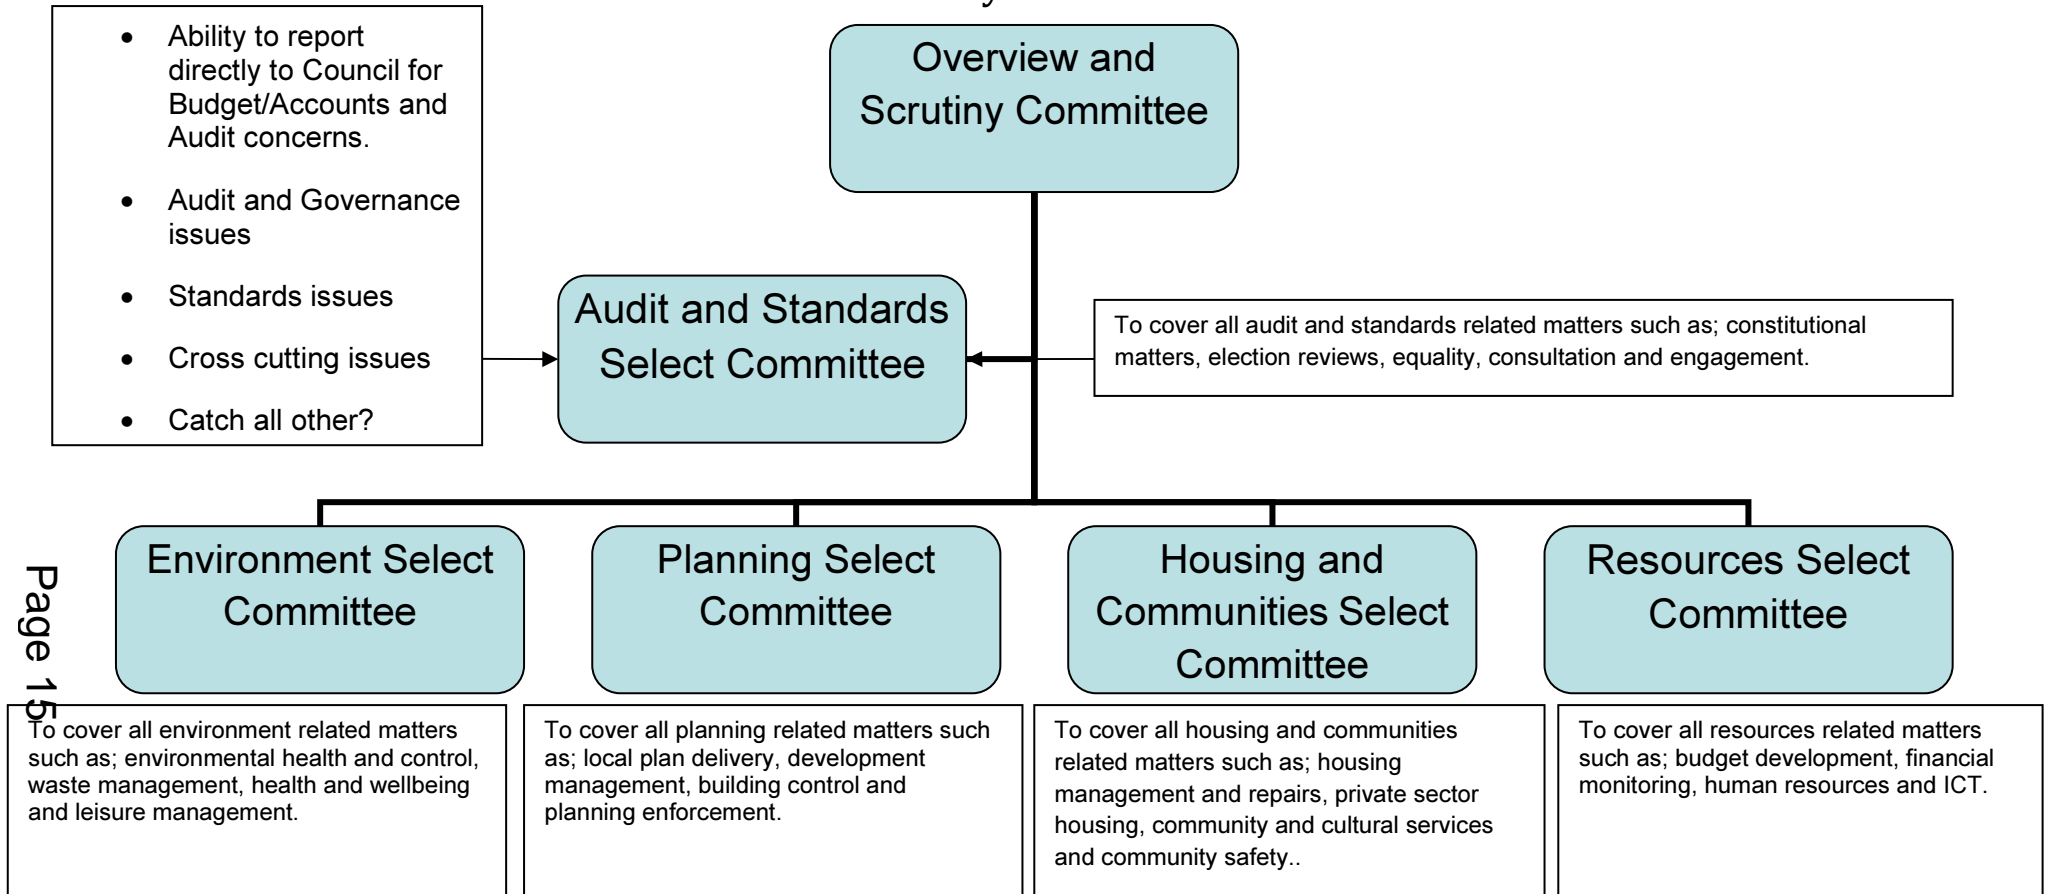 Overview and
Scrutiny Committee
• Ability to report
directly to Council for
Budget/Accounts and
Audit concerns.
• Audit and Governance
issues
• Standards issues
• Cross cutting issues
• Catch all other?
Audit and Standards
Select Committee
To cover all audit and standards related matters such as; constitutional
matters, election reviews, equality, consultation and engagement.
Environment Select
Committee
Planning Select
Committee
Housing and
Communities Select
Committee
Resources Select
Committee
Page 15
To cover all environment related matters
such as; environmental health and control,
waste management, health and wellbeing
and leisure management.
To cover all planning related matters such
as; local plan delivery, development
management, building control and
planning enforcement.
To cover all housing and communities
related matters such as; housing
management and repairs, private sector
housing, community and cultural services
and community safety..
To cover all resources related matters
such as; budget development, financial
monitoring, human resources and ICT.